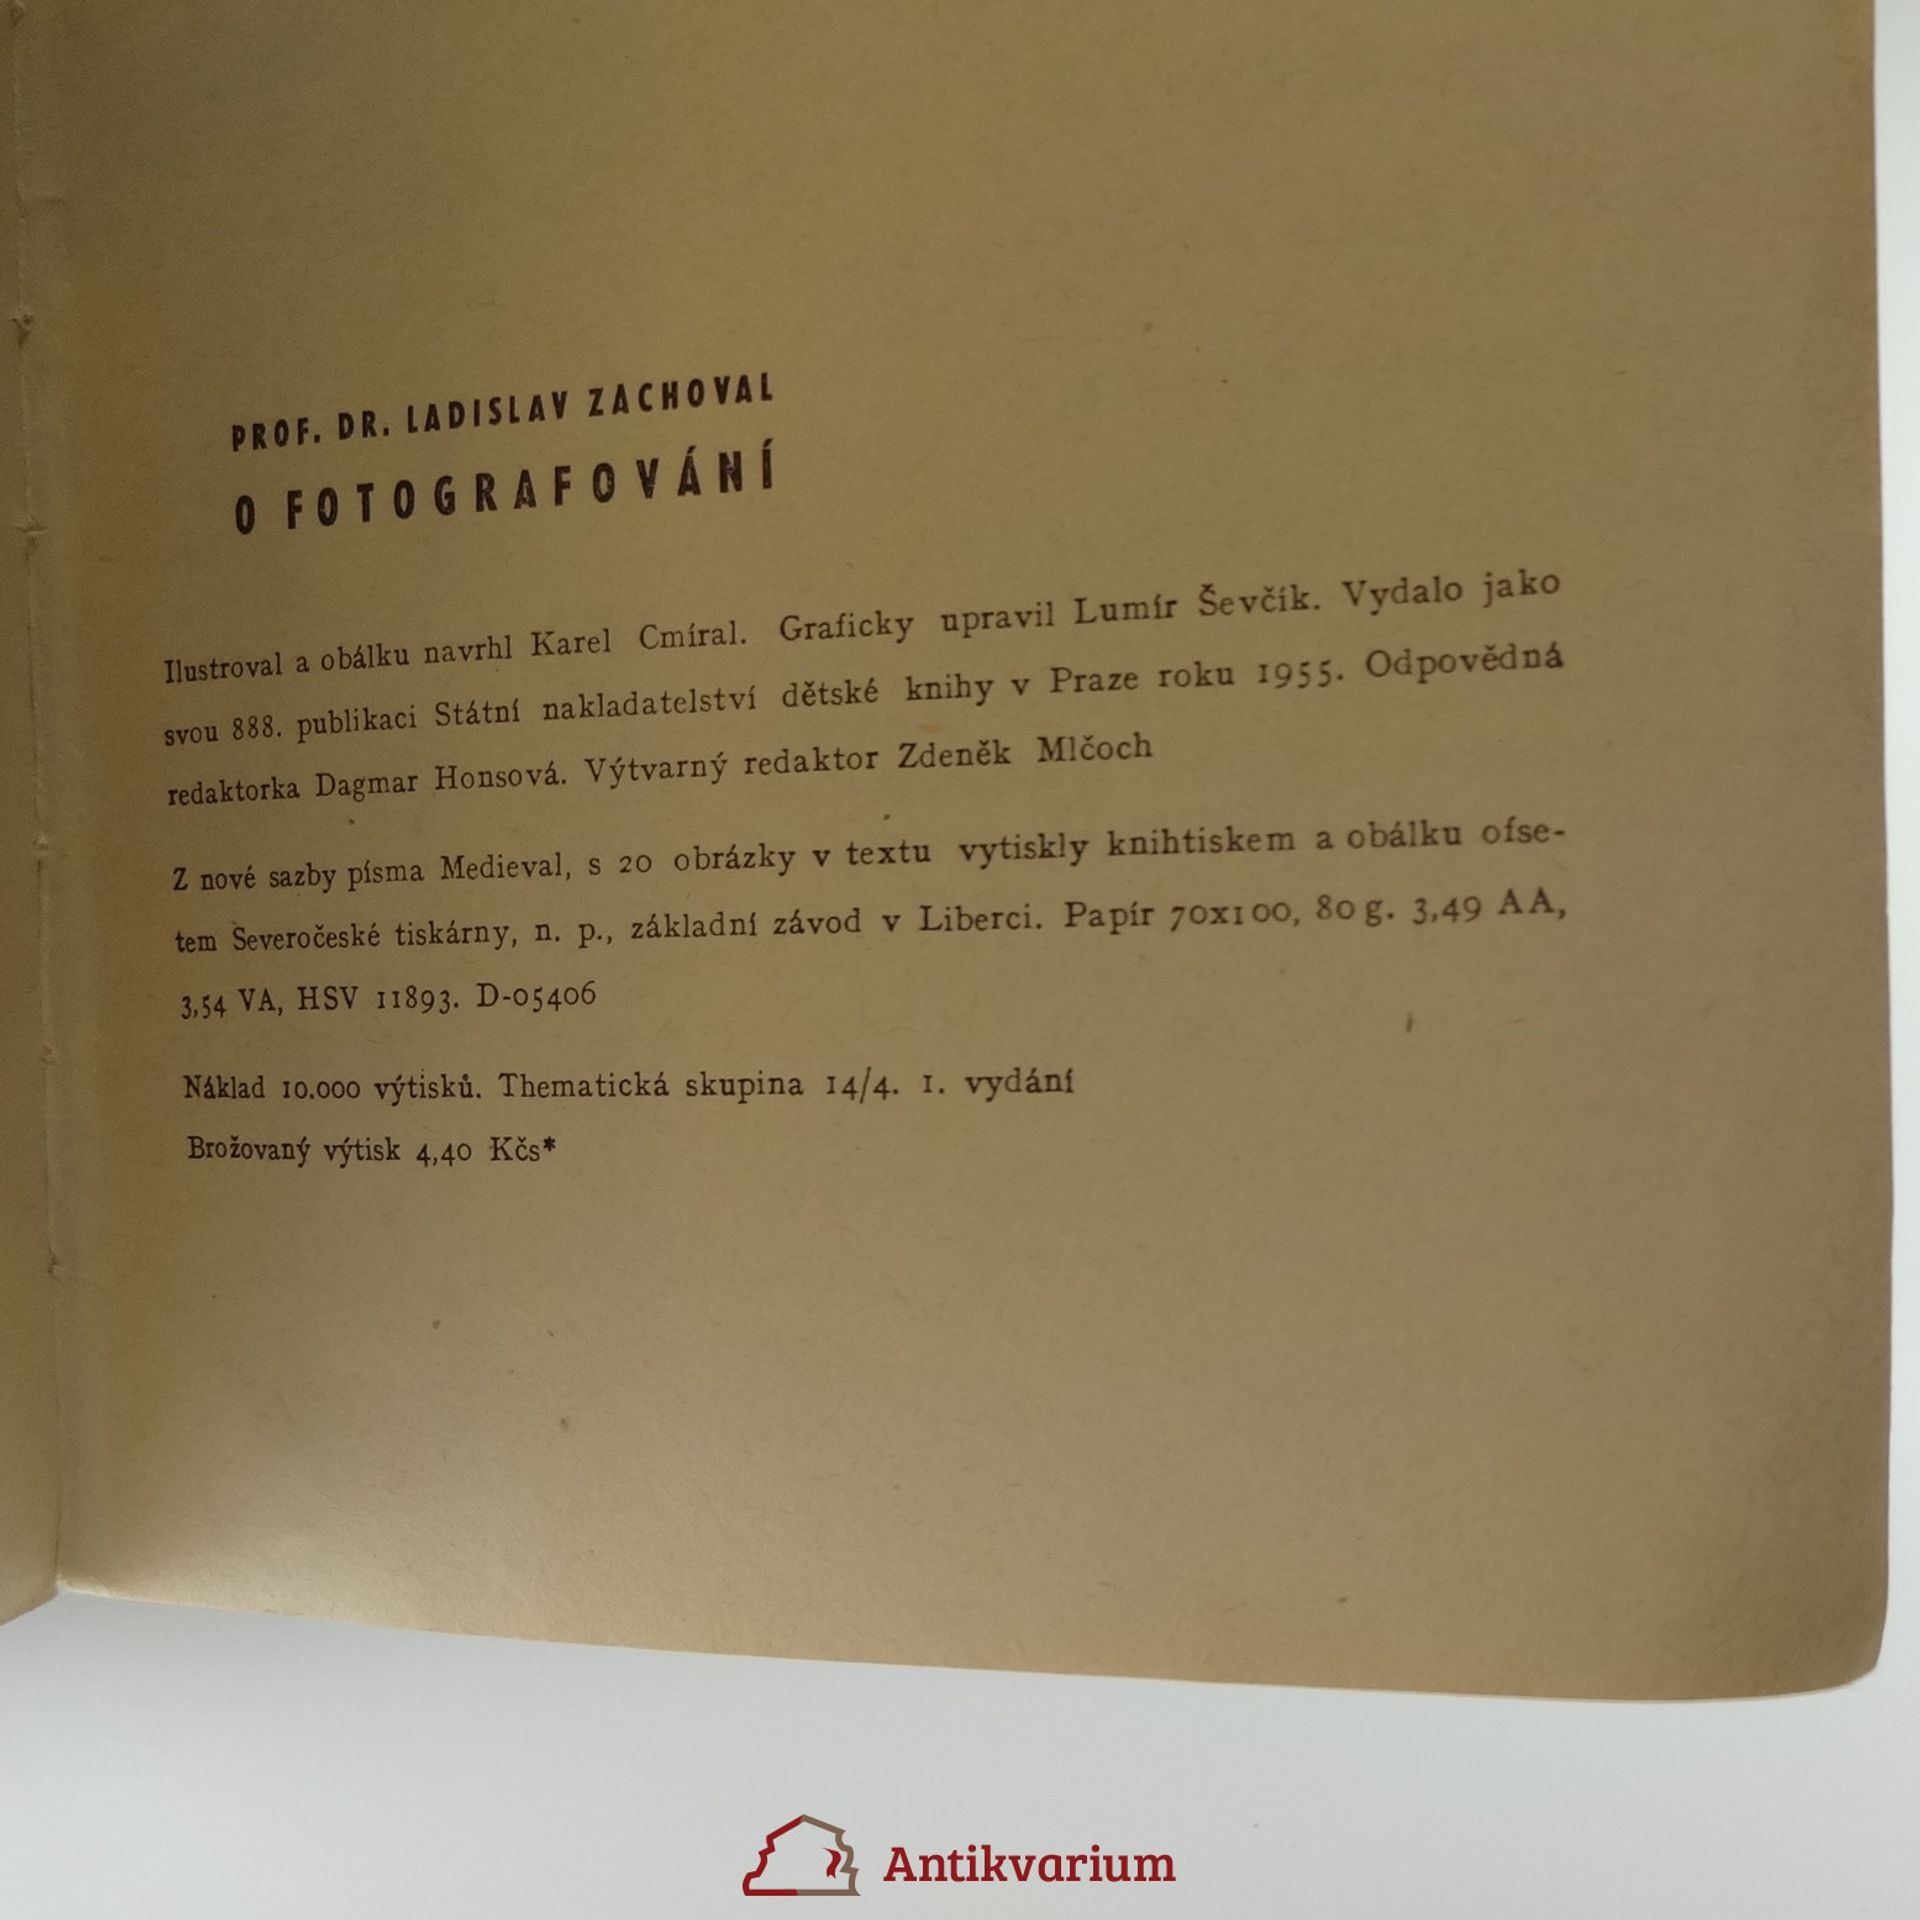 PROF. DR. LADISLAV ZACHOVAL
O FOTOGRAFOVÁNÍ
Ilustroval a obálku navrhl Karel Cmíral. Graficky upravil Lumír Ševčík. Vydalo jako
svou 888. publikaci Státní nakladatelství dětské knihy v Praze roku 1955. Odpovědná
redaktorka Dagmar Honsová. Výtvarný redaktor Zdeněk Mlčoch
Z nové sazby písma Medieval, s 20 obrázky v textu vytiskly knihtiskem a obálku ofse-
tem Severočeské tiskárny, n. p., základní závod v Liberci. Papír 70x100, 80 g. 3,49 AA,
3,54 VA, HSV 11893. D-05406
Náklad 10.000 výtisků. Thematická skupina 14/4. 1. vydání
Brožovaný výtisk 4,40 Kčs*
Antikvarium